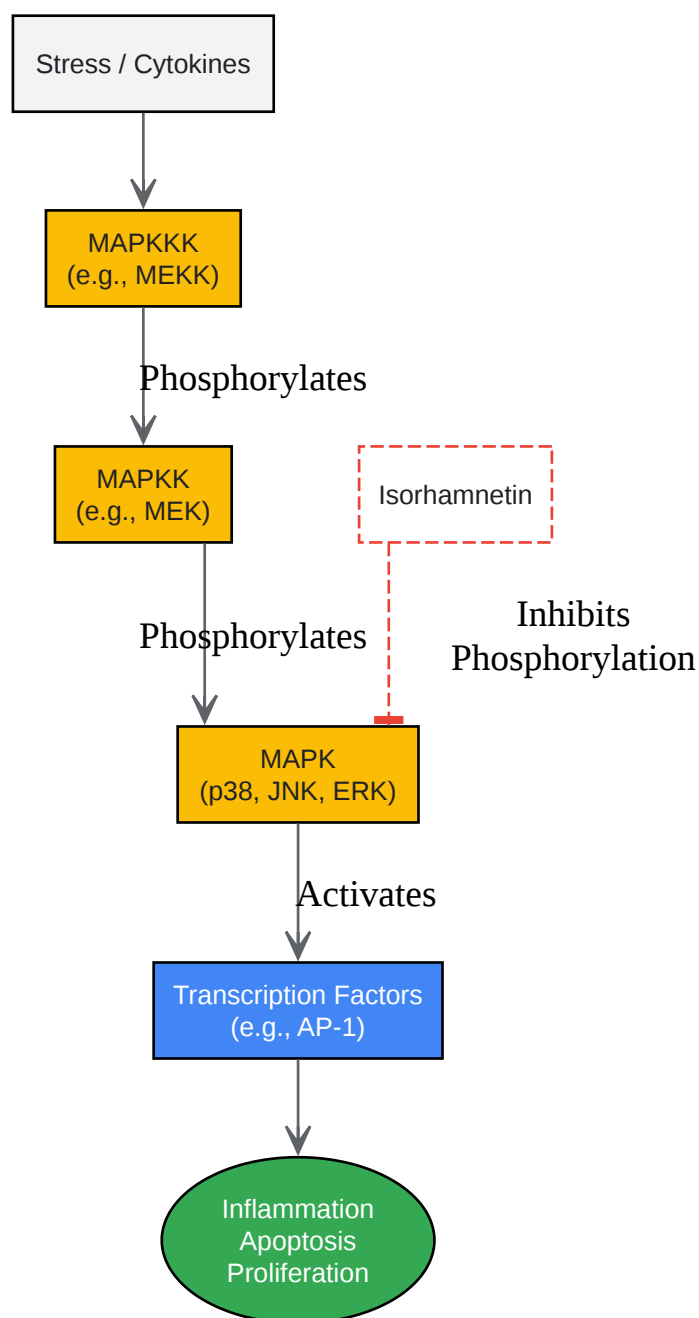 Stress / Cytokines
MAPKKK
(e.g., MEKK)
Phosphorylates
MAPKK
(e.g., MEK)
Isorhamnetin
Phosphorylates
Inhibits
Phosphorylation
MAPK
(p38, JNK, ERK)
Activates
Transcription Factors
(e.g., AP-1)
Inflammation
Apoptosis
Proliferation